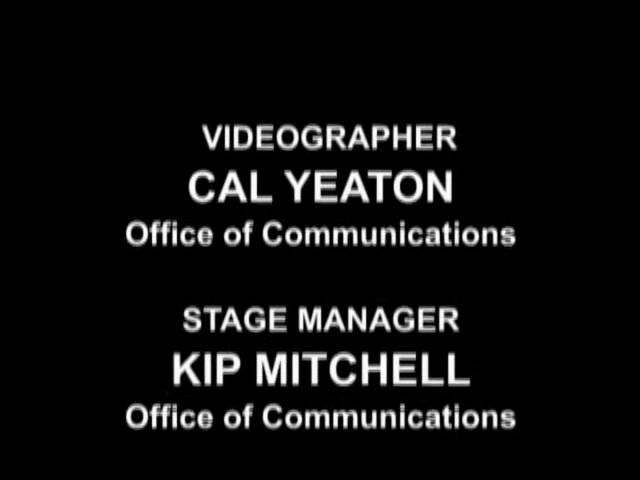 VIDEOGRAPHER
CAL YEATON
Office of Communications
STAGE MANAGER
KIP MITCHELL
Office of Communications